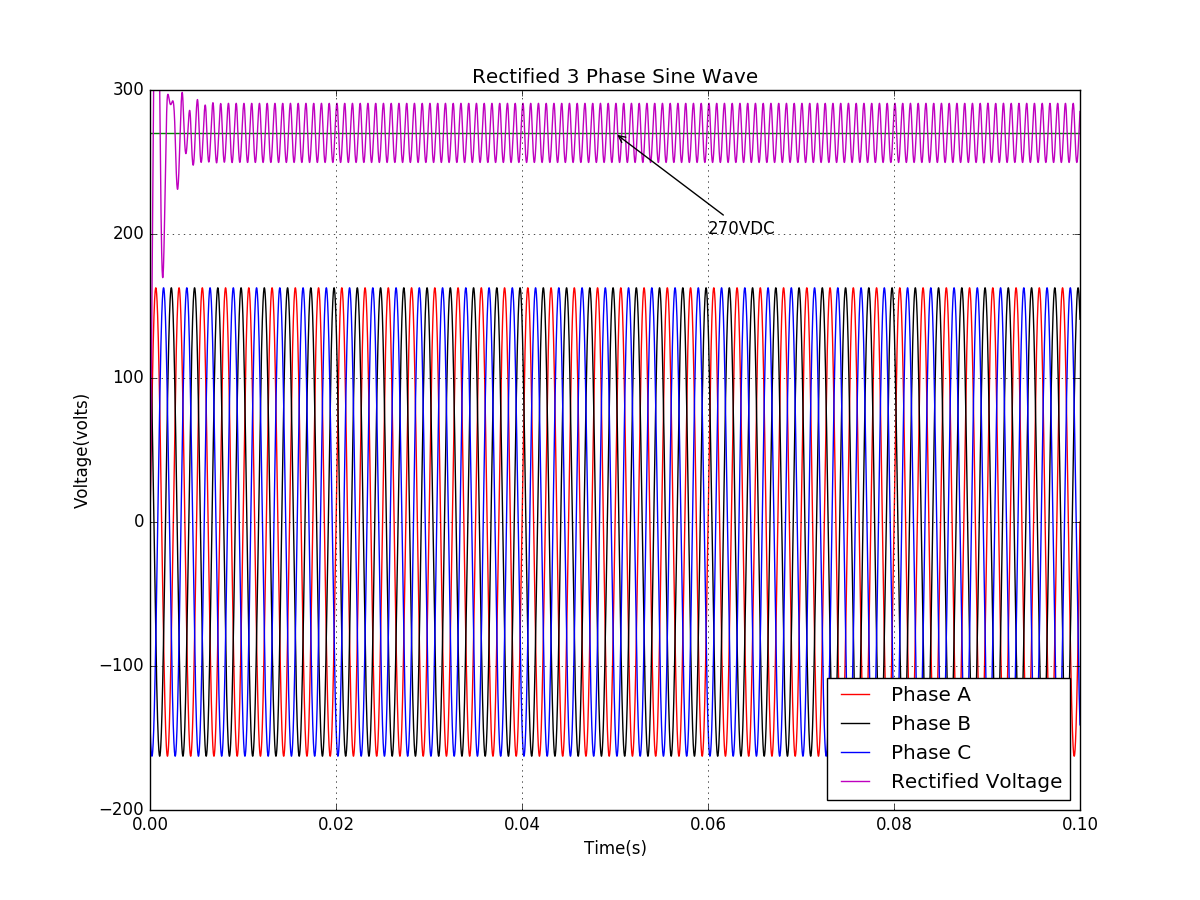 Rectified 3 Phase Sine Wave
300
200
100
0
−100
−200
Voltage(volts)
270VDC
Phase A
Phase B
Phase C
Rectified Voltage
0.00 0.02 0.04 0.06 0.08 0.10
Time(s)